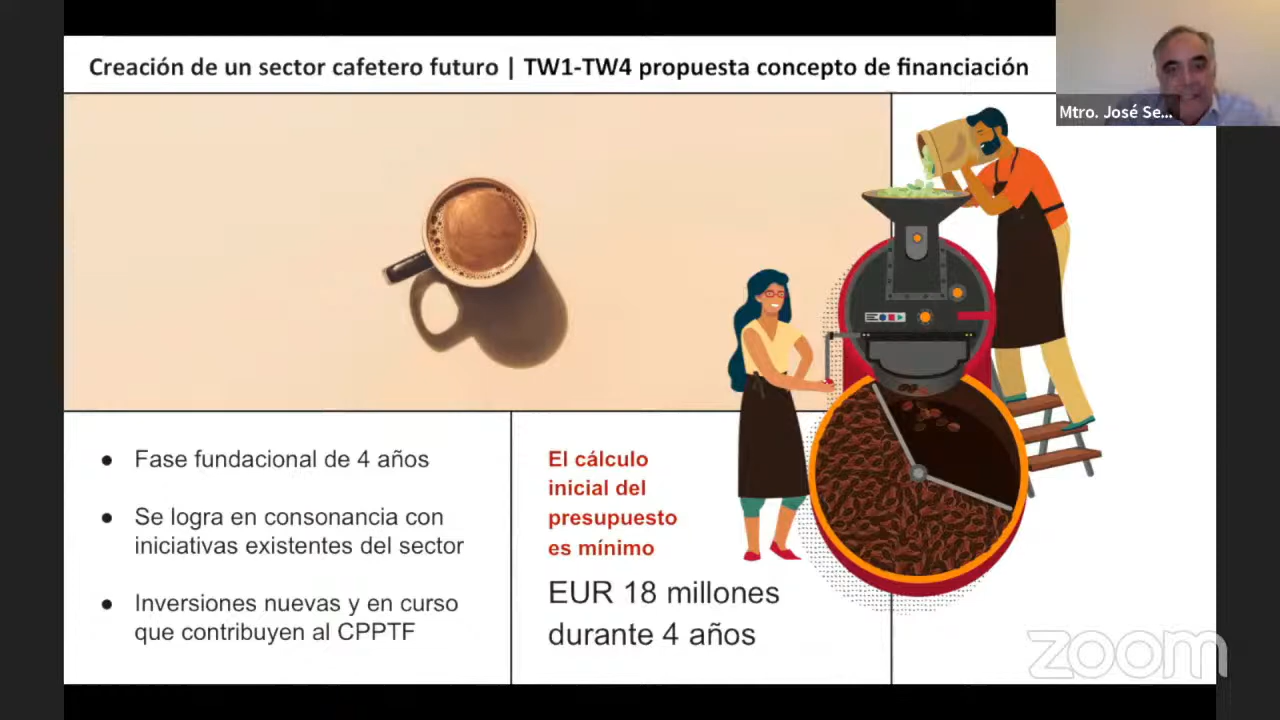 Creación de un sector cafetero futuro | TW1-TW4 propuesta concepto de financiación
Mtro. José Se...
● Fase fundacional de 4 años
● Se logra en consonancia con
iniciativas existentes del sector
● Inversiones nuevas y en curso
que contribuyen al CPPTF
El cálculo
inicial del
presupuesto
es mínimo
EUR 18 millones
durante 4 años
zoom